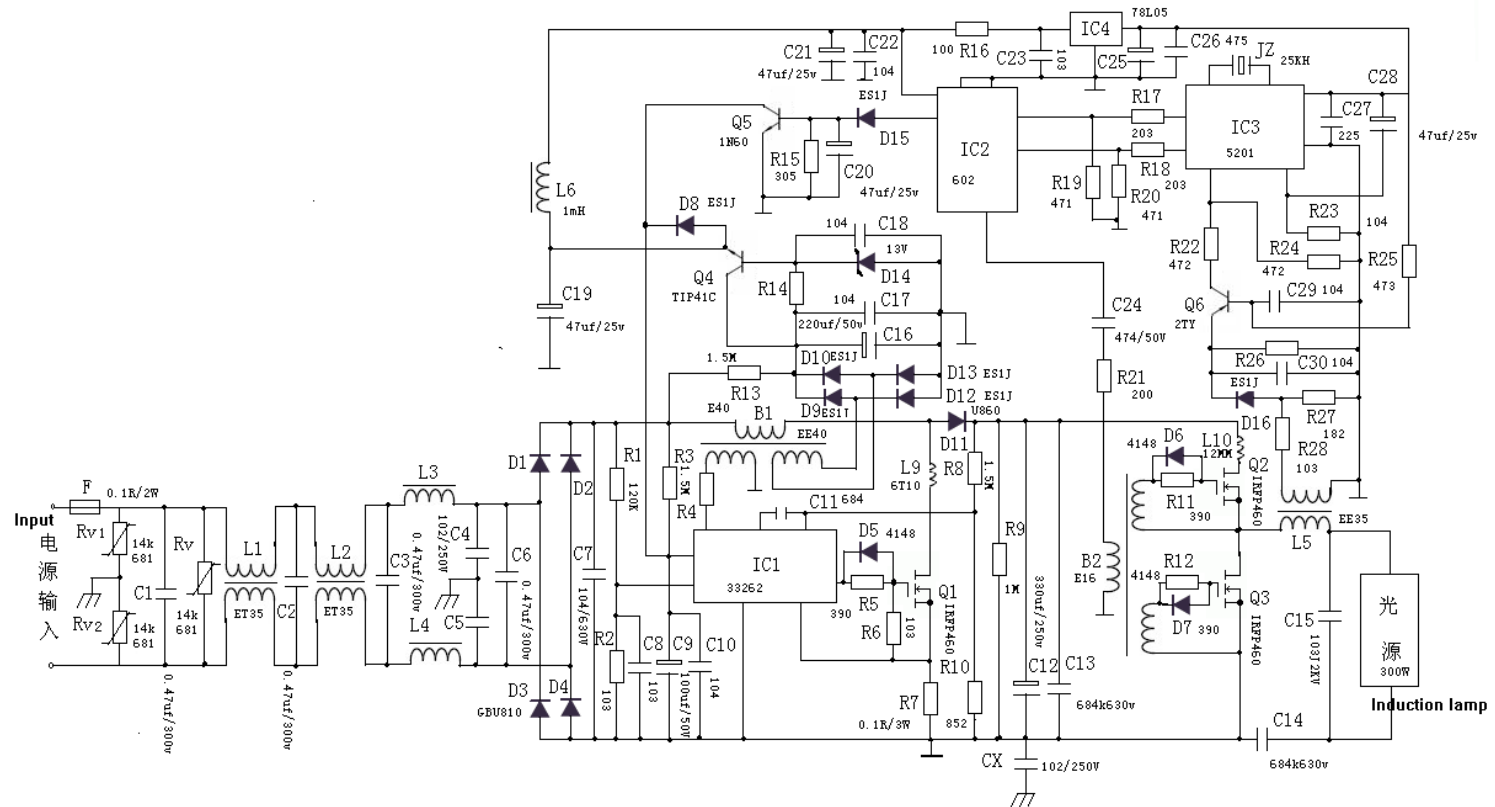 78L05
IC4
C21
47uf/25v
C22
104
100
R16
C23
103
C25
C26
475
JZ
25KH
C28
ES1J
D15
Q5
1N60
R15
305
C20
47uf/25v
IC2
602
R17
203
R18
203
IC3
5201
C27
225
47uf/25v
L6
1mH
D8
ES1J
R19
471
R20
471
R23
104
104
C18
13V
D14
Q4
TIP41C
R14
R22
472
R24
472
R25
473
C19
47uf/25v
104
C17
220uf/50v
C16
C24
474/50V
Q6
2TY
C29
104
1.5M
R13
D10
ES1J
D13
ES1J
D9
ES1J
D12
ES1J
R21
200
R26
C30
104
ES1J
D16
R27
182
R28
103
E40
B1
EE40
U860
D11
D1
D2
R1
120K
R3
1.5M
R4
L9
6T10
R8
1.5M
4148
D6
L10
12MM
Q2
IRFP460
R11
390
F
0.1R/2W
Input
电
源
输
入
Rv1
14k
681
Rv
14k
681
Rv2
14k
681
C1
0.47uf/300v
L1
ET35
C2
0.47uf/300v
L2
ET35
C3
0.47uf/300v
L3
102/250V
C4
C5
L4
C6
0.47uf/300v
C7
104/630V
C11
684
IC1
33262
D5
4148
R5
390
R6
103
Q1
IRFP460
R9
1M
330uf/250v
B2
E16
4148
R12
D7
390
Q3
IRFP460
EE35
L5
C15
103J2KV
光
源
300W
Induction lamp
D3
GBU810
D4
R2
103
C8
103
C9
100uf/50V
C10
104
R7
0.1R/3W
R10
852
C12
C13
684k630v
C14
684k630v
CX
102/250V